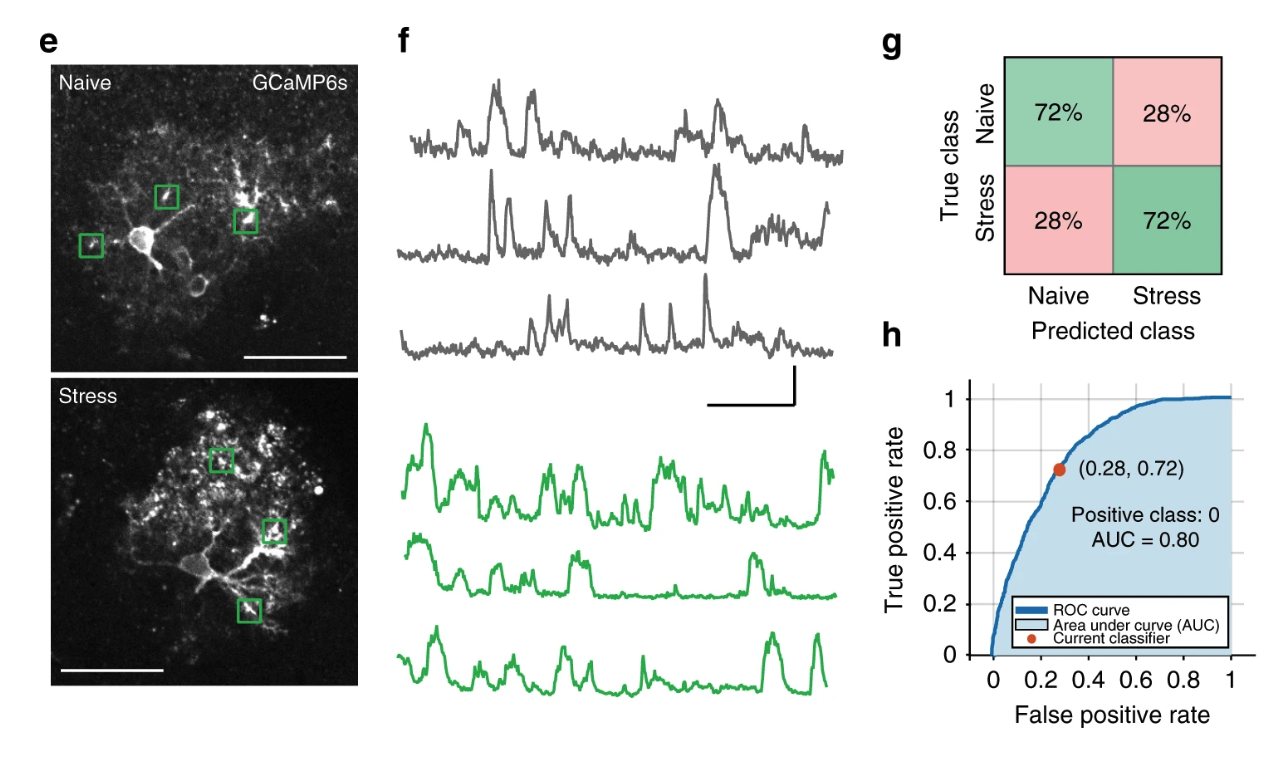 e
Naive GCaMP6s
Stress
f
g
True class
Naive
Stress
72% 28%
28% 72%
Naive Stress
Predicted class
h
True positive rate
1
0.8
0.6
0.4
0.2
0
(0.28, 0.72)
Positive class: 0
AUC = 0.80
ROC curve
Area under curve (AUC)
Current classifier
0 0.2 0.4 0.6 0.8 1
False positive rate